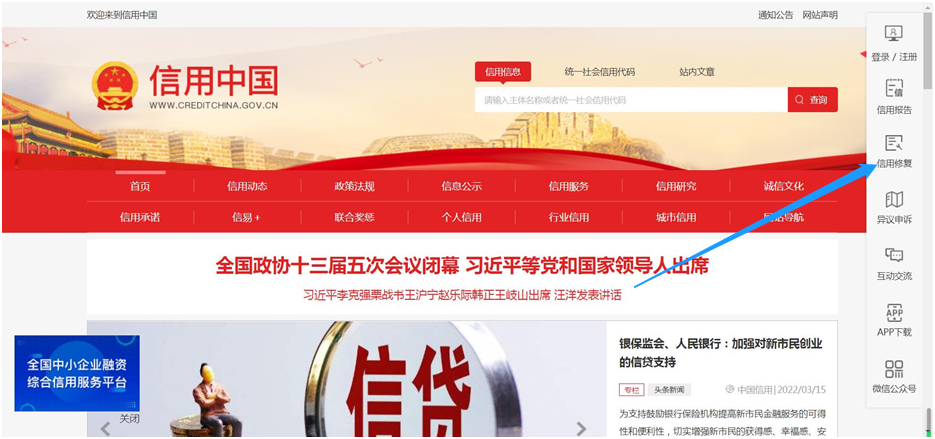 欢迎来到信用中国
通知公告 网站声明
信用中国
WWW.CREDITCHINA.GOV.CN
信用信息 统一社会信用代码 站内文章
请输入主体名称或者统一社会信用代码
查询
首页 信用动态 政策法规 信息公示 信用服务 信用研究 诚信文化
信用承诺 信易+ 联合奖惩 个人信用 行业信用 城市信用 网站导航
全国政协十三届五次会议闭幕 习近平等党和国家领导人出席
习近平李克强栗战书王沪宁赵乐际韩正王岐山出席 汪洋发表讲话
全国中小企业融资
综合信用服务平台
关闭
信贷
银保监会、人民银行：加强对新市民创业
的信贷支持
专栏 头条新闻 中国信用|2022/03/15
为支持鼓励银行保险机构提高新市民金融服务的可得
性和便利性，切实增强新市民的获得感、幸福感、安
登录 / 注册
信
信用报告
信用修复
异议申诉
互动交流
APP
APP下载
微信公众号